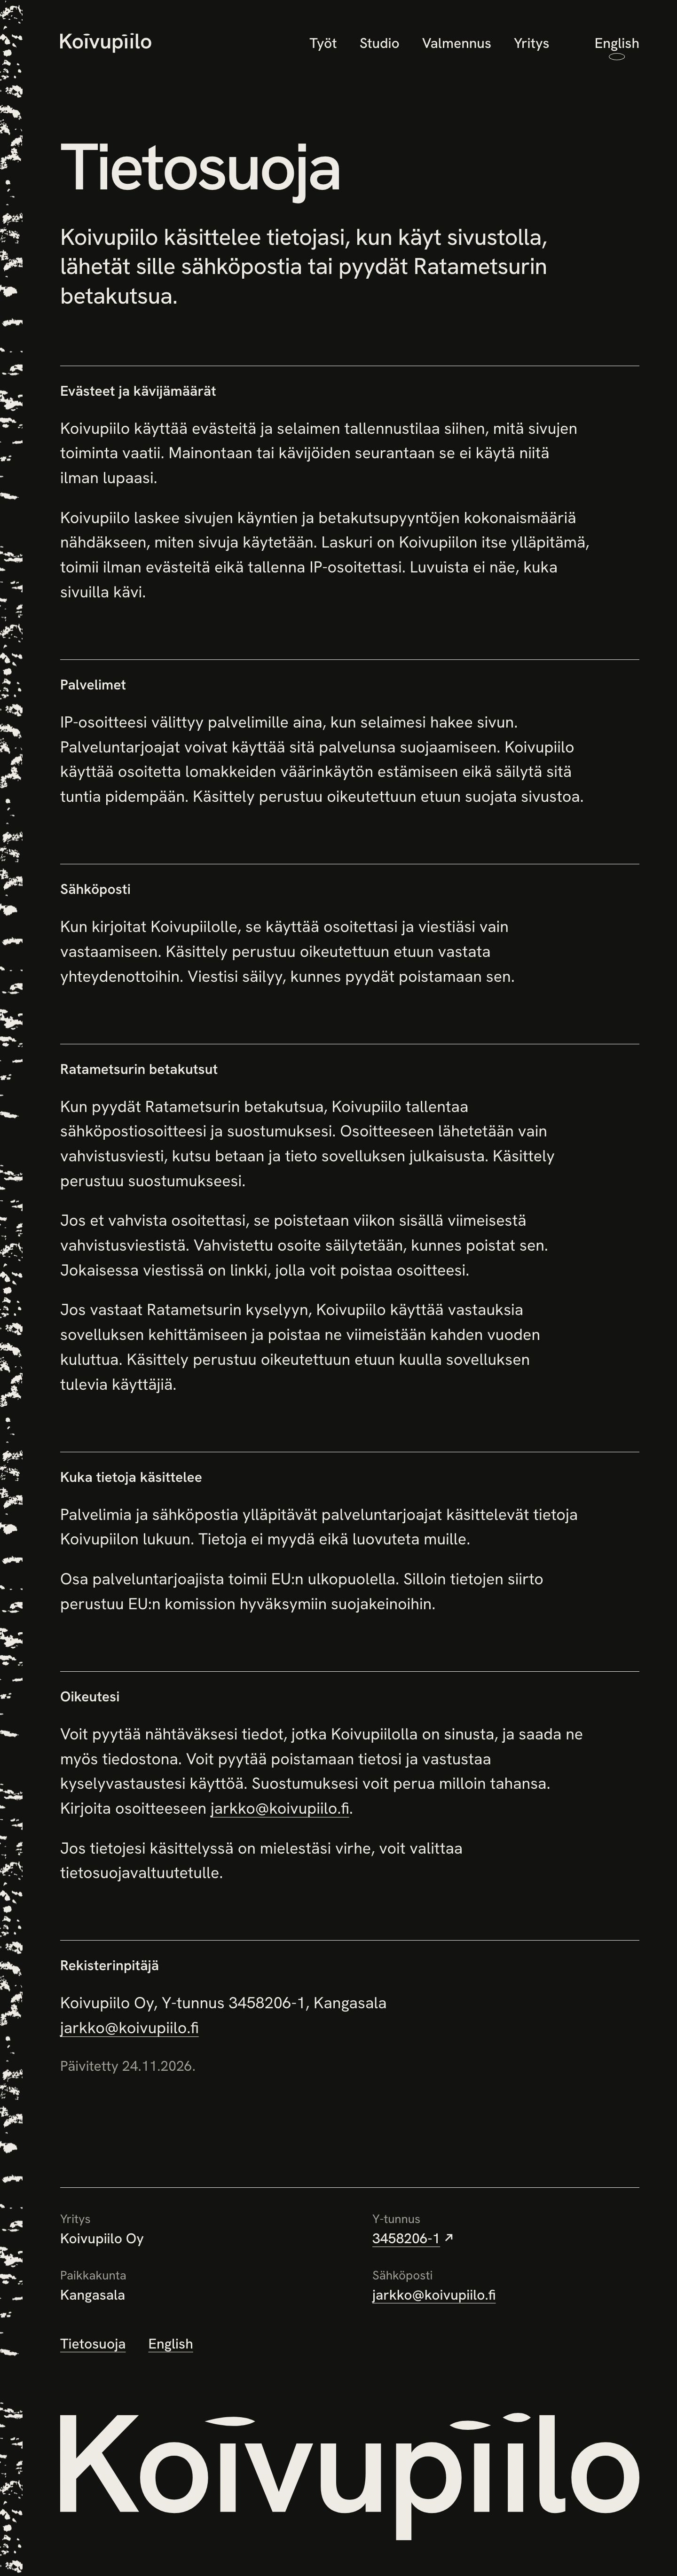 Koivupiilo
Työt Studio Valmennus Yritys English
Tietosuoja
Koivupiilo käsittelee tietojasi, kun käyt sivustolla,
lähetät sille sähköpostia tai pyydät Ratametsurin
betakutsua.
Evästeet ja kävijämäärät
Koivupiilo käyttää evästeitä ja selaimen tallennustilaa siihen, mitä sivujen
toiminta vaatii. Mainontaan tai kävijöiden seurantaan se ei käytä niitä
ilman lupaasi.
Koivupiilo laskee sivujen käyntien ja betakutsupyyntöjen kokonaismääriä
nähdäkseen, miten sivuja käytetään. Laskuri on Koivupiilon itse ylläpitämä,
toimii ilman evästeitä eikä tallenna IP-osoitettasi. Luvuista ei näe, kuka
sivuilla kävi.
Palvelimet
IP-osoitteesi välittyy palvelimille aina, kun selaimesi hakee sivun.
Palveluntarjoajat voivat käyttää sitä palvelunsa suojaamiseen. Koivupiilo
käyttää osoitetta lomakkeiden väärinkäytön estämiseen eikä säilytä sitä
tuntia pidempään. Käsittely perustuu oikeutettuun etuun suojata sivustoa.
Sähköposti
Kun kirjoitat Koivupiilolle, se käyttää osoitettasi ja viestiäsi vain
vastaamiseen. Käsittely perustuu oikeutettuun etuun vastata
yhteydenottoihin. Viestisi säilyy, kunnes pyydät poistamaan sen.
Ratametsurin betakutsut
Kun pyydät Ratametsurin betakutsua, Koivupiilo tallentaa
sähköpostiosoitteesi ja suostumuksesi. Osoitteeseen lähetetään vain
vahvistusviesti, kutsu betaan ja tieto sovelluksen julkaisusta. Käsittely
perustuu suostumukseesi.
Jos et vahvista osoitettasi, se poistetaan viikon sisällä viimeisestä
vahvistusviestistä. Vahvistettu osoite säilytetään, kunnes poistat sen.
Jokaisessa viestissä on linkki, jolla voit poistaa osoitteesi.
Jos vastaat Ratametsurin kyselyyn, Koivupiilo käyttää vastauksia
sovelluksen kehittämiseen ja poistaa ne viimeistään kahden vuoden
kuluttua. Käsittely perustuu oikeutettuun etuun kuulla sovelluksen
tulevia käyttäjiä.
Kuka tietoja käsittelee
Palvelimia ja sähköpostia ylläpitävät palveluntarjoajat käsittelevät tietoja
Koivupiilon lukuun. Tietoja ei myydä eikä luovuteta muille.
Osa palveluntarjoajista toimii EU:n ulkopuolella. Silloin tietojen siirto
perustuu EU:n komission hyväksymiin suojakeinoihin.
Oikeutesi
Voit pyytää nähtäväksesi tiedot, jotka Koivupiilolla on sinusta, ja saada ne
myös tiedostona. Voit pyytää poistamaan tietosi ja vastustaa
kyselyvastaustesi käyttöä. Suostumuksesi voit perua milloin tahansa.
Kirjoita osoitteeseen jarkko@koivupiilo.fi.
Jos tietojesi käsittelyssä on mielestäsi virhe, voit valittaa
tietosuojavaltuutetulle.
Rekisterinpitäjä
Koivupiilo Oy, Y-tunnus 3458206-1, Kangasala
jarkko@koivupiilo.fi
Päivitetty 24.11.2026.
Yritys
Koivupiilo Oy
Y-tunnus
3458206-1 ↗
Paikkakunta
Kangasala
Sähköposti
jarkko@koivupiilo.fi
Tietosuoja English
Koivupiilo